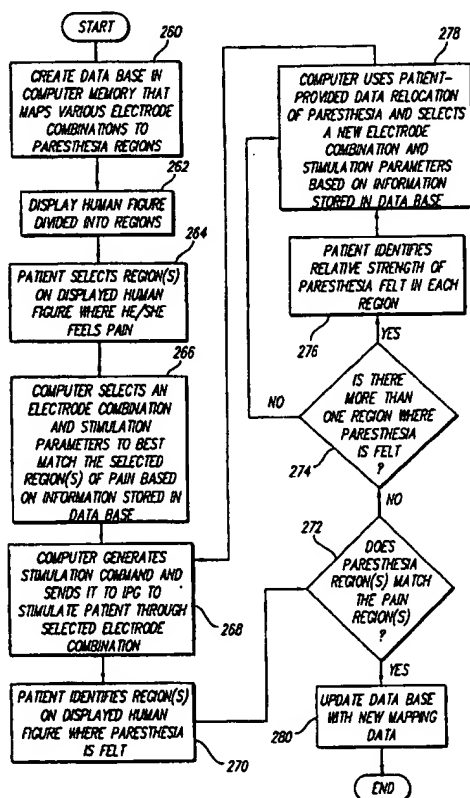 START
260
CREATE DATA BASE IN
COMPUTER MEMORY THAT
MAPS VARIOUS ELECTRODE
COMBINATIONS TO
PARESTHESIA REGIONS
262
DISPLAY HUMAN FIGURE
DIVIDED INTO REGIONS
264
PATIENT SELECTS REGION(S)
ON DISPLAYED HUMAN
FIGURE WHERE HE/SHE
FEELS PAIN
266
COMPUTER SELECTS AN
ELECTRODE COMBINATION
AND STIMULATION
PARAMETERS TO BEST
MATCH THE SELECTED
REGION(S) OF PAIN BASED
ON INFORMATION STORED IN
DATA BASE
COMPUTER GENERATES
STIMULATION COMMAND AND
SENDS IT TO IPG TO
STIMULATE PATIENT THROUGH
SELECTED ELECTRODE
COMBINATION
268
PATIENT IDENTIFIES REGION(S)
ON DISPLAYED HUMAN
FIGURE WHERE PARESTHESIA
IS FELT
270
278
COMPUTER USES PATIENT-
PROVIDED DATA RELOCATION
OF PARESTHESIA AND SELECTS
A NEW ELECTRODE
COMBINATION AND
STIMULATION PARAMETERS
BASED ON INFORMATION
STORED IN DATA BASE
PATIENT IDENTIFIES
RELATIVE STRENGTH OF
PARESTHESIA FELT IN EACH
REGION
276
YES
NO
IS THERE
MORE THAN
ONE REGION WHERE
PARESTHESIA
IS FELT
?
274
NO
272
DOES
PARESTHESIA
REGION(S) MATCH
THE PAIN
REGION(S)
?
YES
UPDATE DATA BASE
WITH NEW MAPPING
DATA
280
END